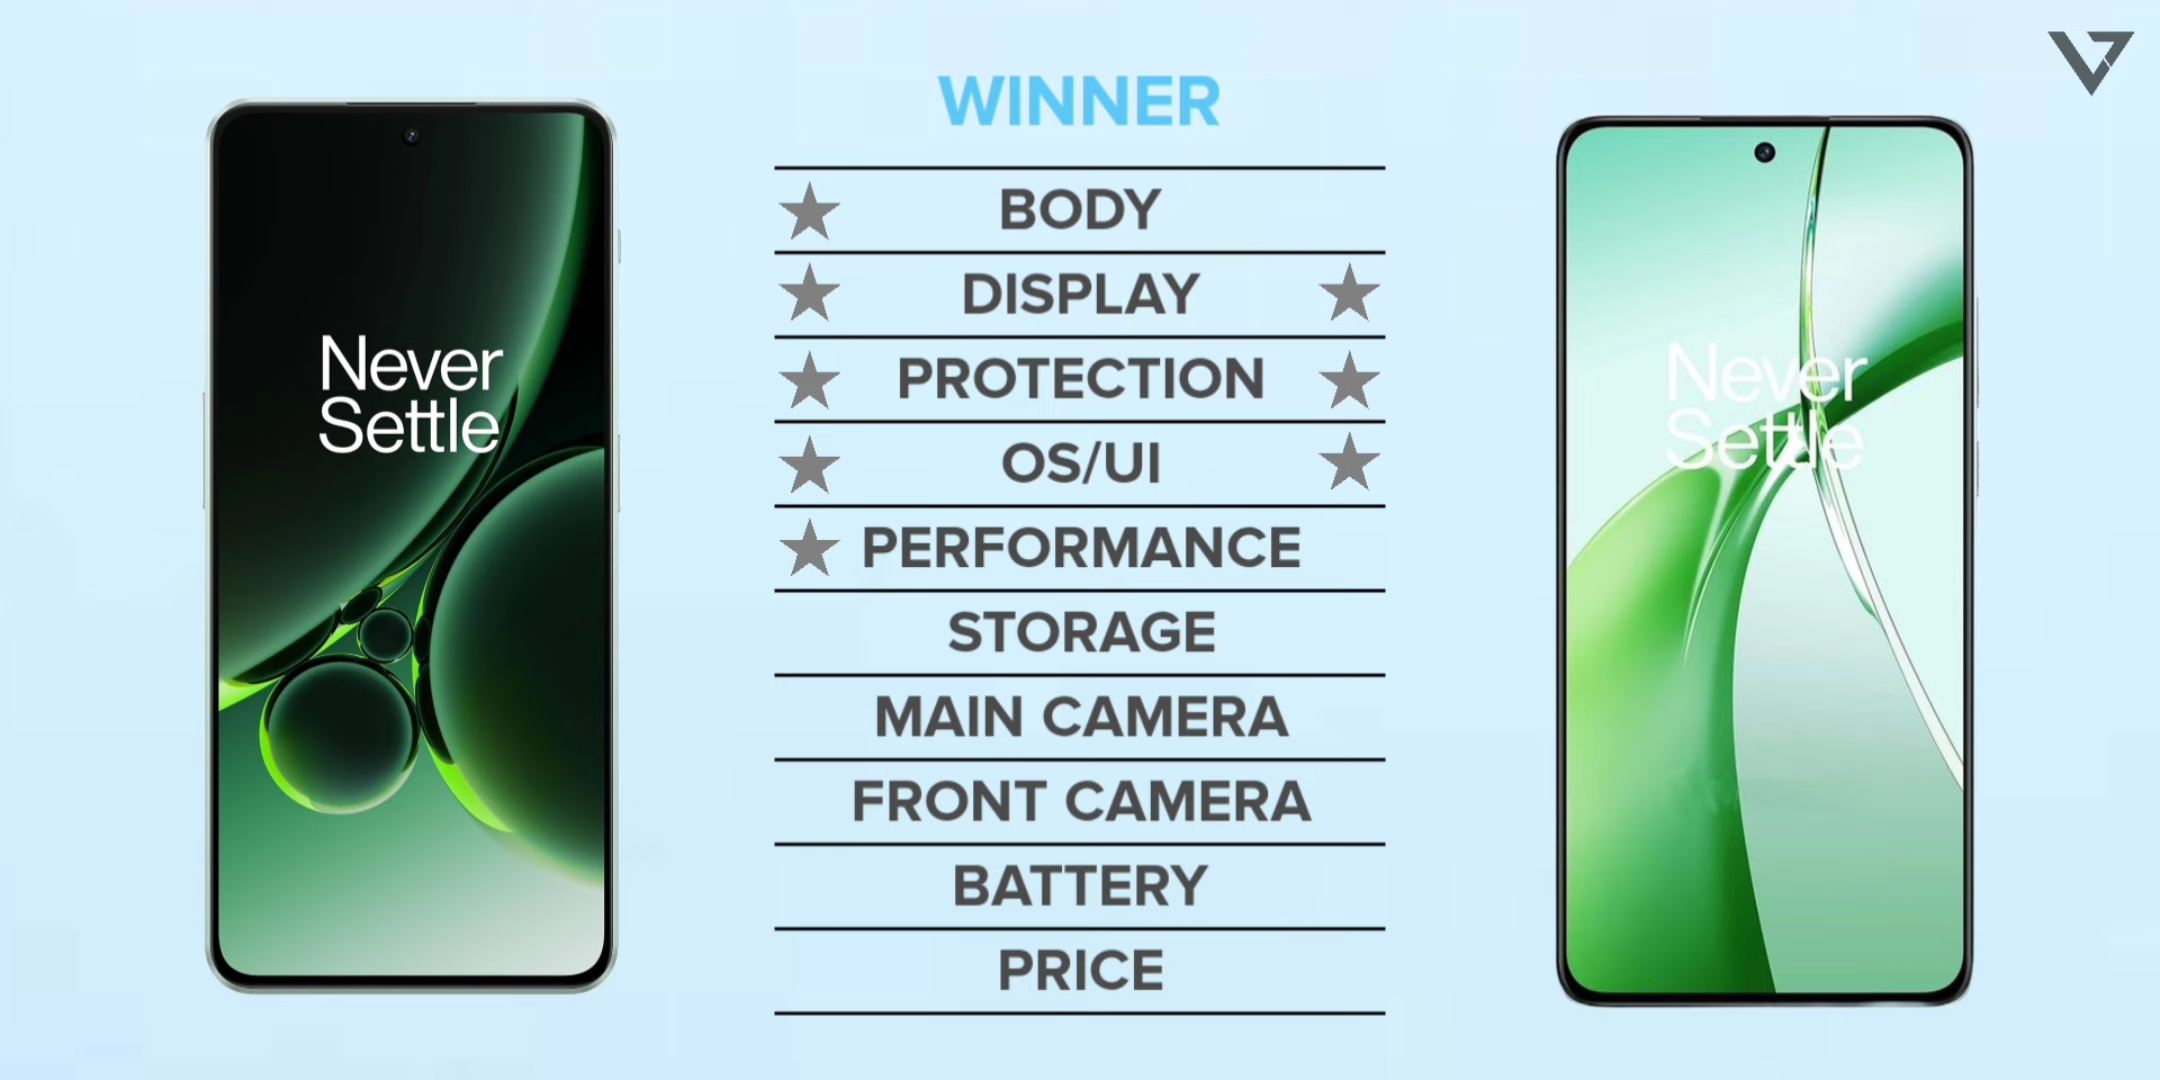 WINNER
Never
Settle
BODY
DISPLAY
PROTECTION
OS/UI
PERFORMANCE
STORAGE
MAIN CAMERA
FRONT CAMERA
BATTERY
PRICE
Never
Settle